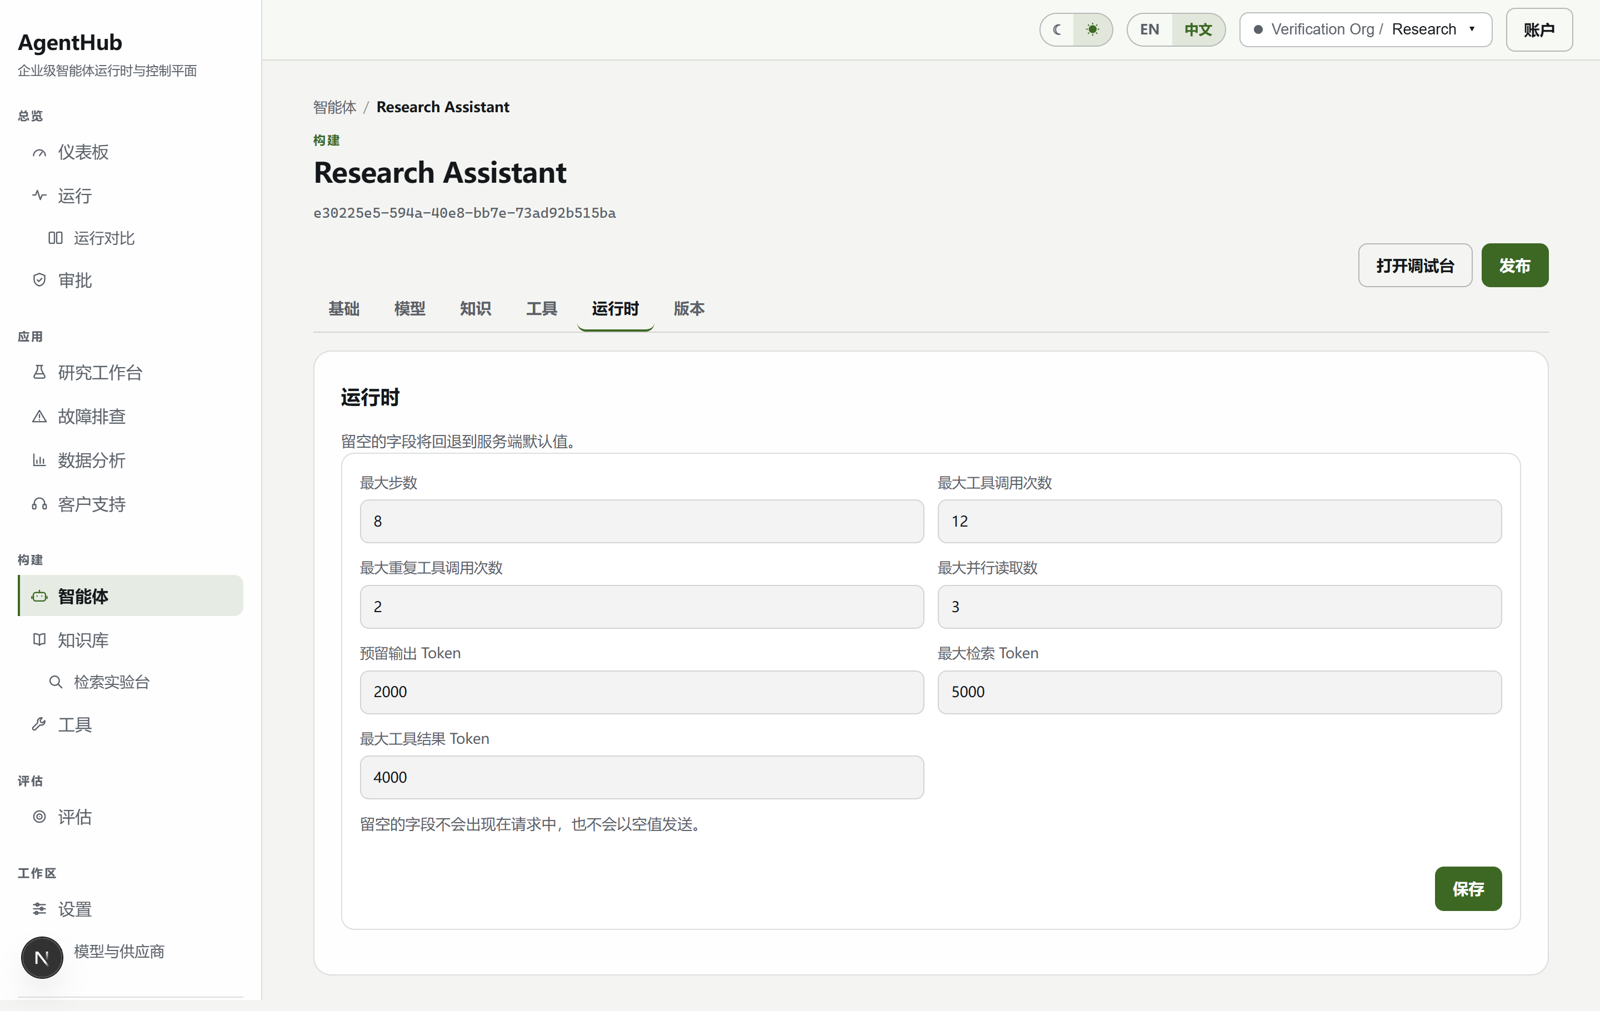 AgentHub
企业级智能体运行时与控制平面
总览
仪表板
运行
运行对比
审批
应用
研究工作台
故障排查
数据分析
客户支持
构建
智能体
知识库
检索实验台
工具
评估
评估
工作区
设置
模型与供应商
N
EN 中文
Verification Org / Research
账户
智能体 / Research Assistant
构建
Research Assistant
e30225e5-594a-40e8-bb7e-73ad92b515ba
打开调试台 发布
基础 模型 知识 工具 运行时 版本
运行时
留空的字段将回退到服务端默认值。
最大步数 最大工具调用次数
8 12
最大重复工具调用次数 最大并行读取数
2 3
预留输出 Token 最大检索 Token
2000 5000
最大工具结果 Token
4000
留空的字段不会出现在请求中，也不会以空值发送。
保存